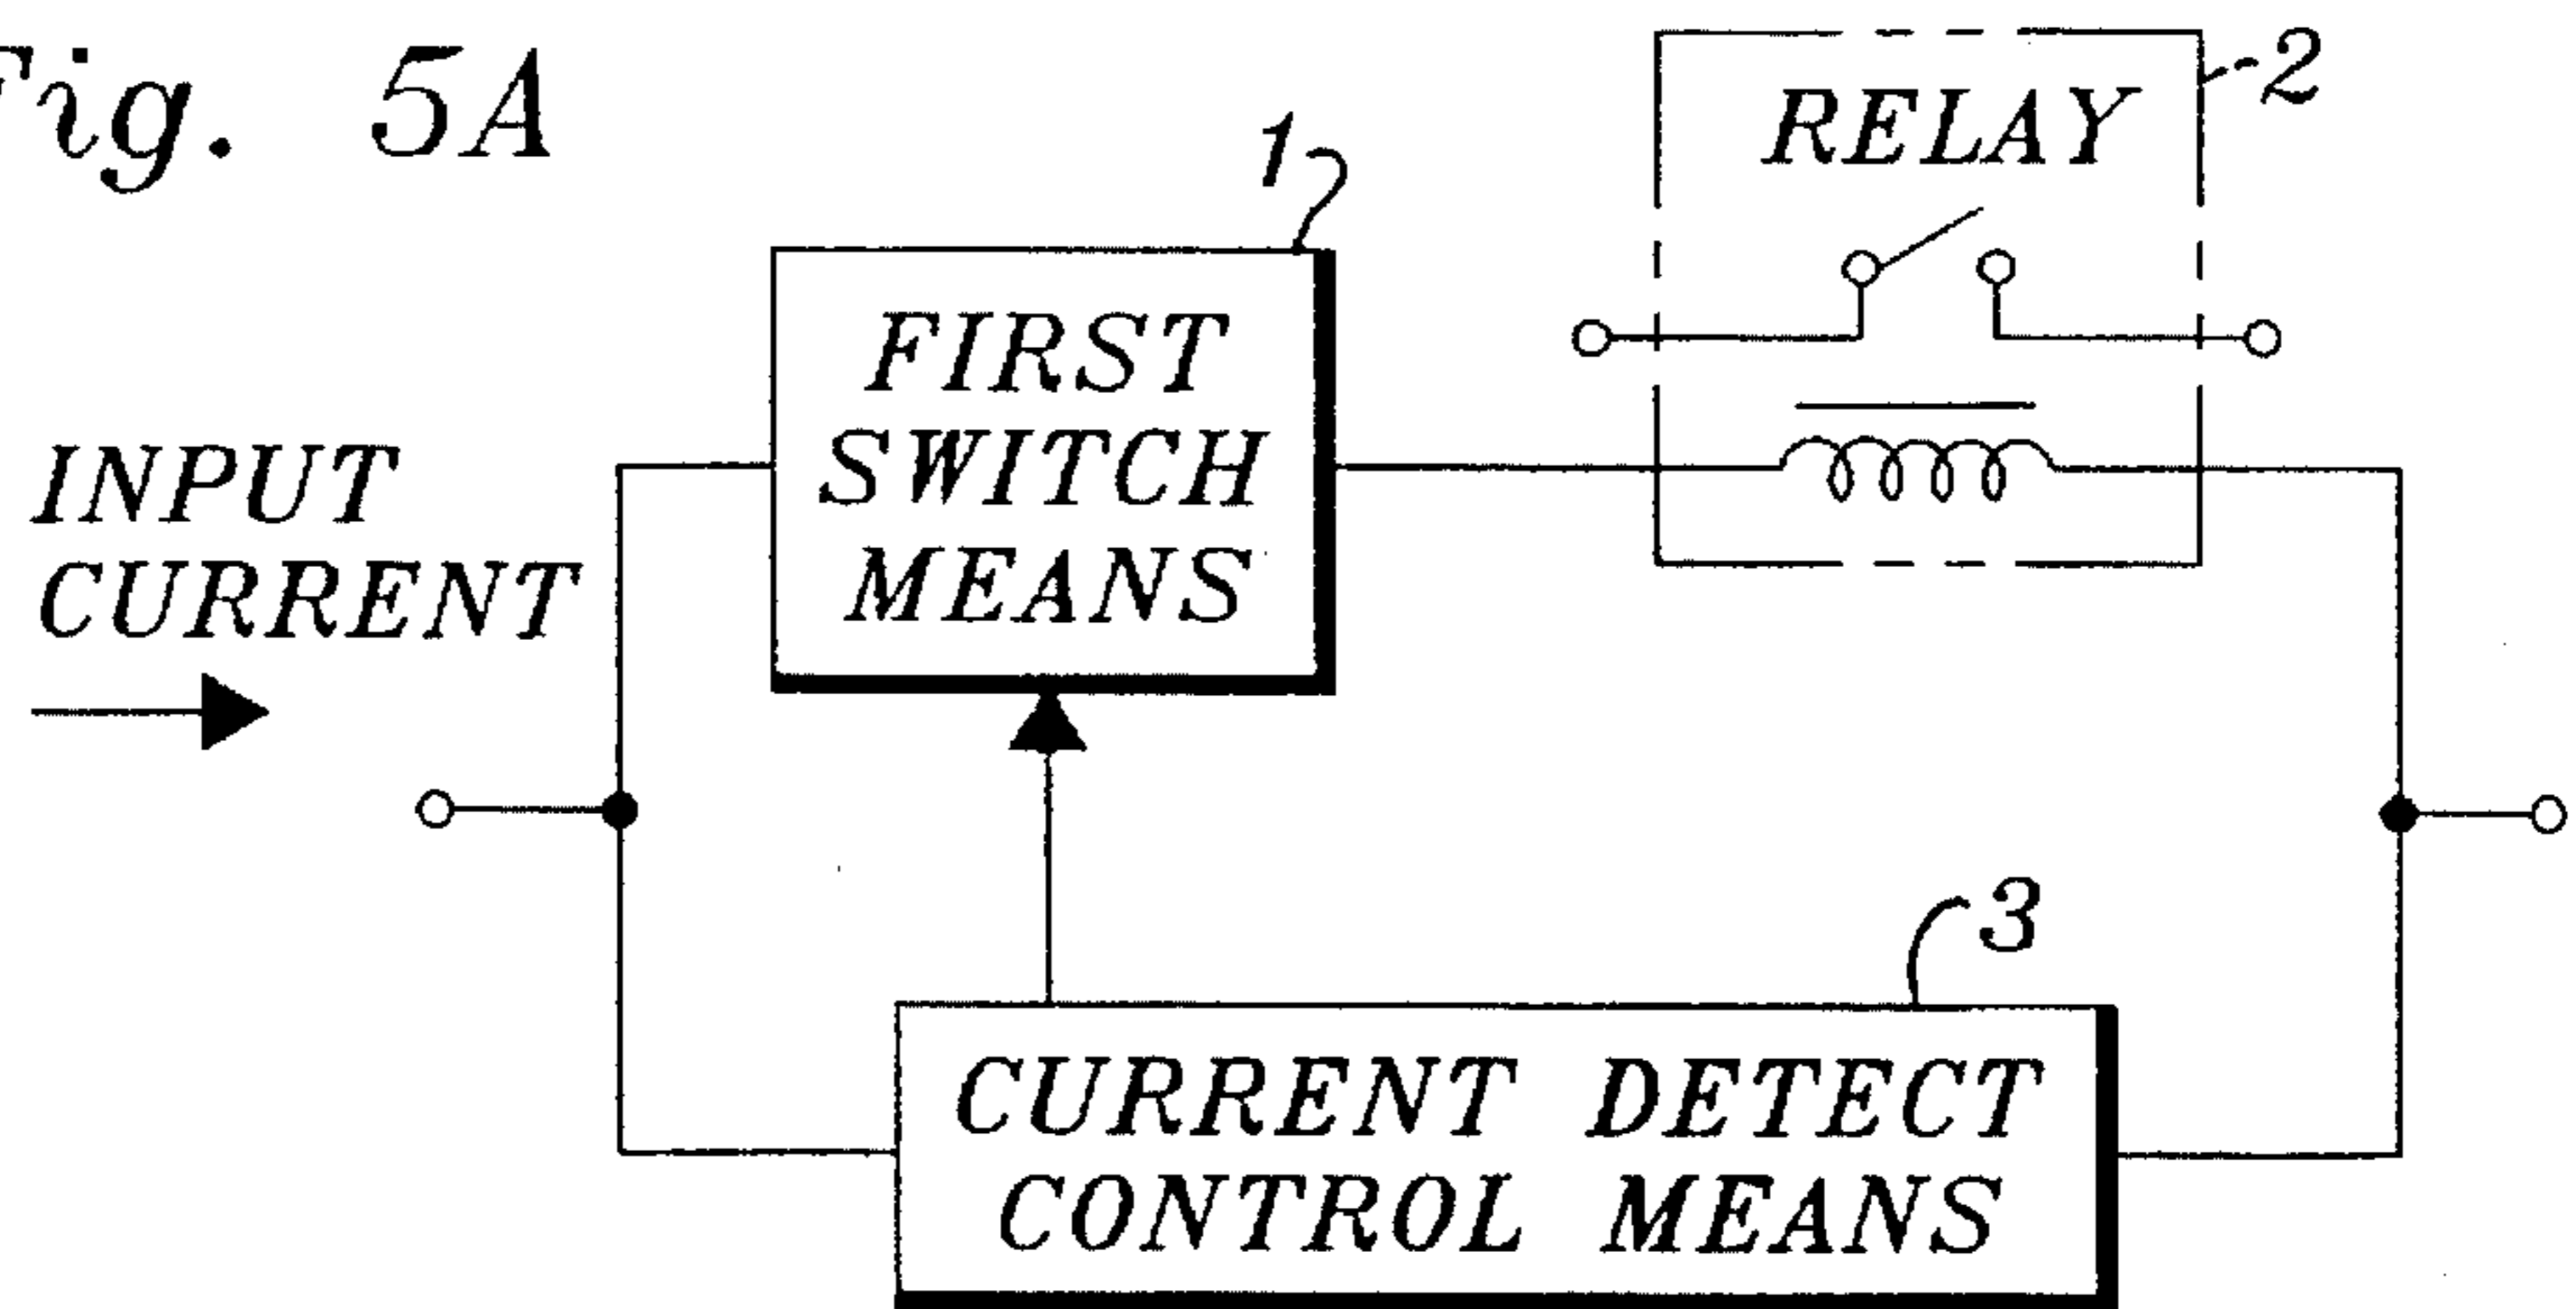 Fig. 5A
1
RELAY
2
FIRST
SWITCH
MEANS
INPUT
CURRENT
3
CURRENT DETECT
CONTROL MEANS